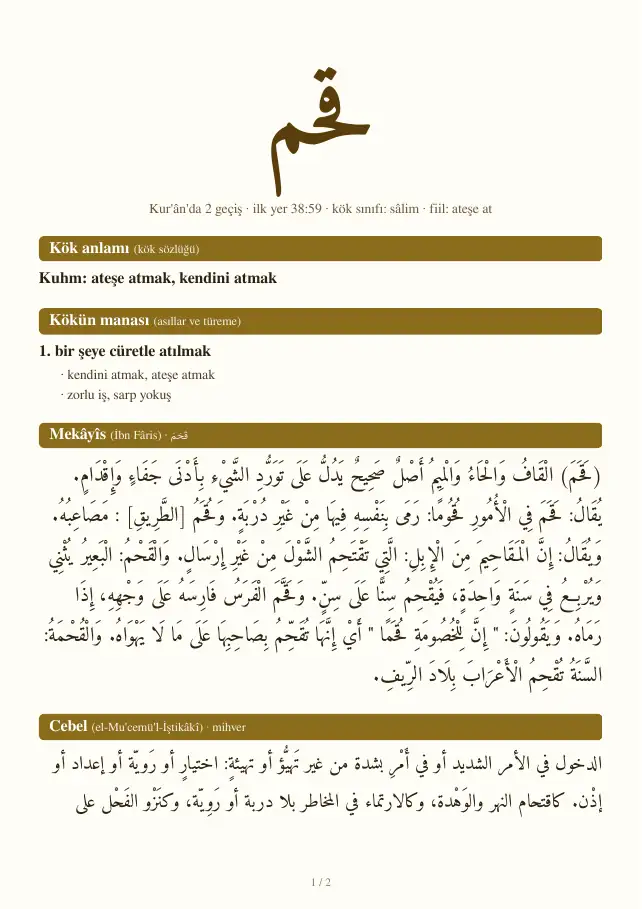 قحم
Kur'ân'da 2 geçiş · ilk yer 38:59 · kök sınıfı: sâlim · fiil: ateşe at
Kök anlamı (kök sözlüğü)
Kuhm: ateşe atmak, kendini atmak
Kökün manası (asıllar ve türeme)
1. bir şeye cüretle atılmak
· kendini atmak, ateşe atmak
· zorlu iş, sarp yokuş
Mekâyîs (İbn Fâris) · قَحَمَ
(قَحَمَ) الْقَافُ وَالْحَاءُ وَالْمِيمُ أَصْلٌ صَحِيحٌ يَدُلُّ عَلَى تَوَرُّدِ الشَّيْءِ بِأَدْنَى جَفَاءٍ وَإِقْدَامٍ.
يُقَالُ: قَحَمَ فِي الْأُمُورِ قُحُومًا: رَمَى بِنَفْسِهِ فِيهَا مِنْ غَيْرِ دُرْبَةٍ. وَقُحَمُ [الطَّرِيقِ] : مَصَاعِبُهُ.
وَيُقَالُ: إِنَّ الْمَقَاحِيمَ مِنَ الْإِبِلِ: الَّتِي تَقْتَحِمُ الشَّوْلَ مِنْ غَيْرِ إِرْسَالٍ. وَالْقَحْمُ: الْبَعِيرُ يُثْنِي
وَيُرْبِعُ فِي سَنَةٍ وَاحِدَةٍ، فَيُقْحِمُ سِنًّا عَلَى سِنٍّ. وَقَحَّمَ الْفَرَسُ فَارِسَهُ عَلَى وَجْهِهِ، إِذَا
رَمَاهُ. وَيَقُولُونَ: " إِنَّ لِلْخُصُومَةِ قُحَمًا " أَيْ إِنَّهَا تُقَحِّمُ بِصَاحِبِهَا عَلَى مَا لَا يَهْوَاهُ. وَالْقُحْمَةُ:
السَّنَةُ تُقْحِمُ الْأَعْرَابَ بِلَادَ الرِّيفِ.
Cebel (el-Mu'cemü'l-İştikâkî) · mihver
الدخول في الأمر الشديد أو في أَمْرٍ بشدة من غير تَهيُّؤ أو تهيئةٍ: اختيارٍ أو رَويّة أو إعداد أو
إذْن. كاقتحام النهر والوَهْدة، وكالارتماء في المخاطر بلا دربة أو رَوِيّة، وكنَزْو الفَحْل على
1 / 2